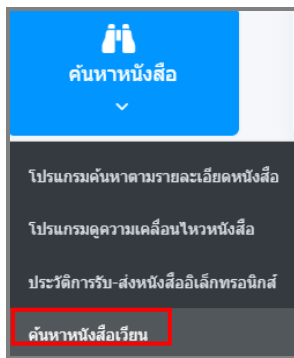 ค้นหาหนังสือ
โปรแกรมค้นหาตามรายละเอียดหนังสือ
โปรแกรมดูความเคลื่อนไหวหนังสือ
ประวัติการรับ-ส่งหนังสืออิเล็กทรอนิกส์
ค้นหาหนังสือเวียน